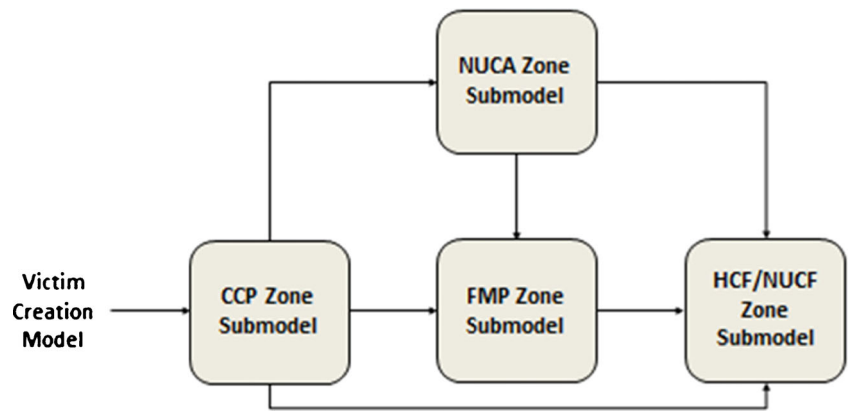 NUCA Zone
Submodel
Victim
Creation
Model
CCP Zone
Submodel
FMP Zone
Submodel
HCF/NUCF
Zone
Submodel